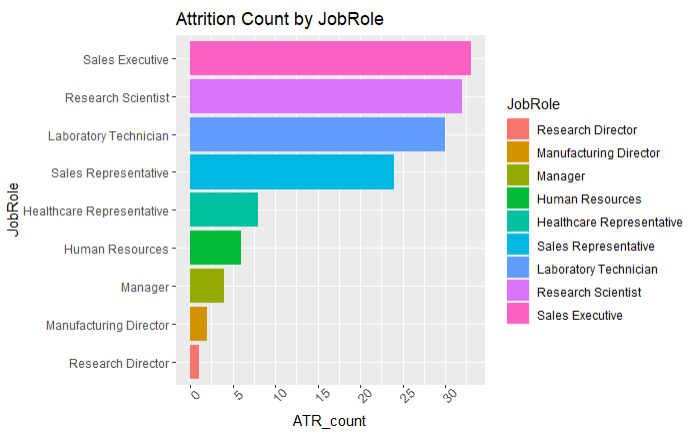 Attrition Count by JobRole
JobRole
Sales Executive
Research Scientist
Laboratory Technician
Sales Representative
Healthcare Representative
Human Resources
Manager
Manufacturing Director
Research Director
0
5
10
15
20
25
30
ATR_count
JobRole
Research Director
Manufacturing Director
Manager
Human Resources
Healthcare Representative
Sales Representative
Laboratory Technician
Research Scientist
Sales Executive